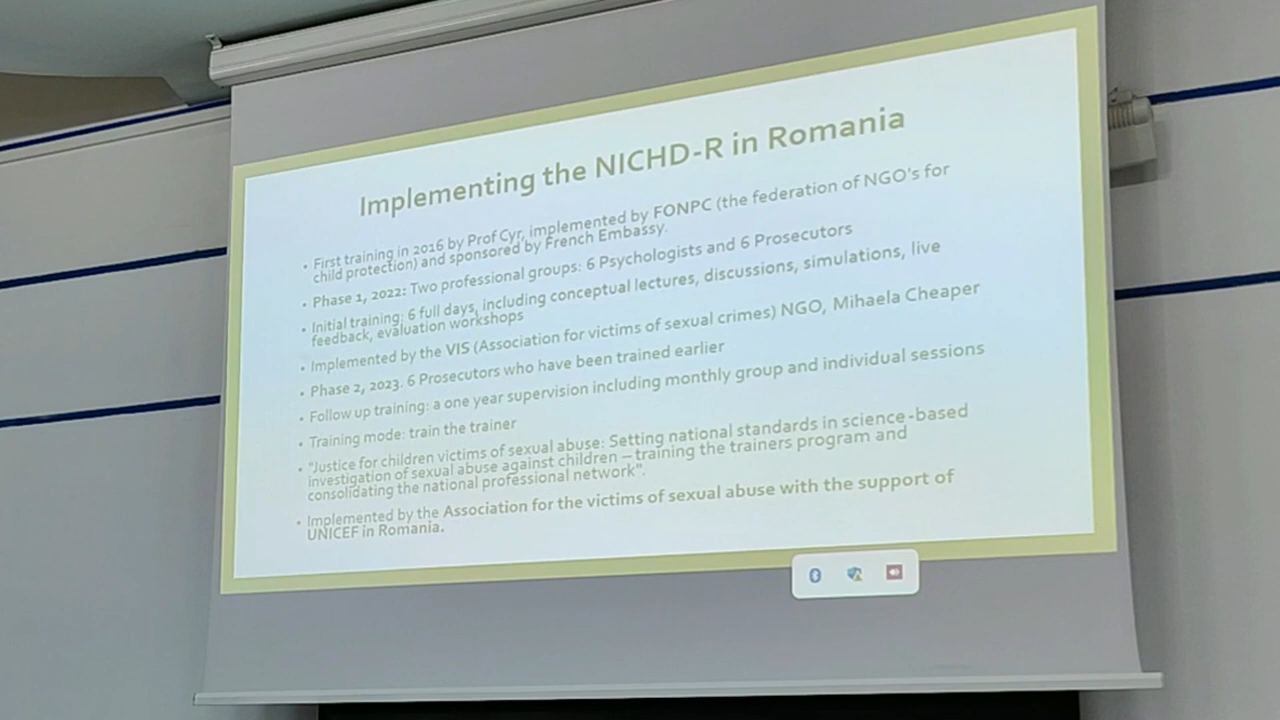 Implementing the NICHD-R in Romania
• First training in 2016 by Prof Cyr, implemented by FONPC (the federation of NGO's for
child protection) and sponsored by French Embassy.
• Phase 1, 2022: Two professional groups: 6 Psychologists and 6 Prosecutors
• Initial training: 6 full days, including conceptual lectures, discussions, simulations, live
feedback, evaluation workshops
• Implemented by the VIS (Association for victims of sexual crimes) NGO, Mihaela Cheaper
• Phase 2, 2023. 6 Prosecutors who have been trained earlier
• Follow up training: a one year supervision including monthly group and individual sessions
• Training mode: train the trainer
• "Justice for children victims of sexual abuse: Setting national standards in science-based
investigation of sexual abuse against children – training the trainers program and
consolidating the national professional network".
• Implemented by the Association for the victims of sexual abuse with the support of
UNICEF in Romania.